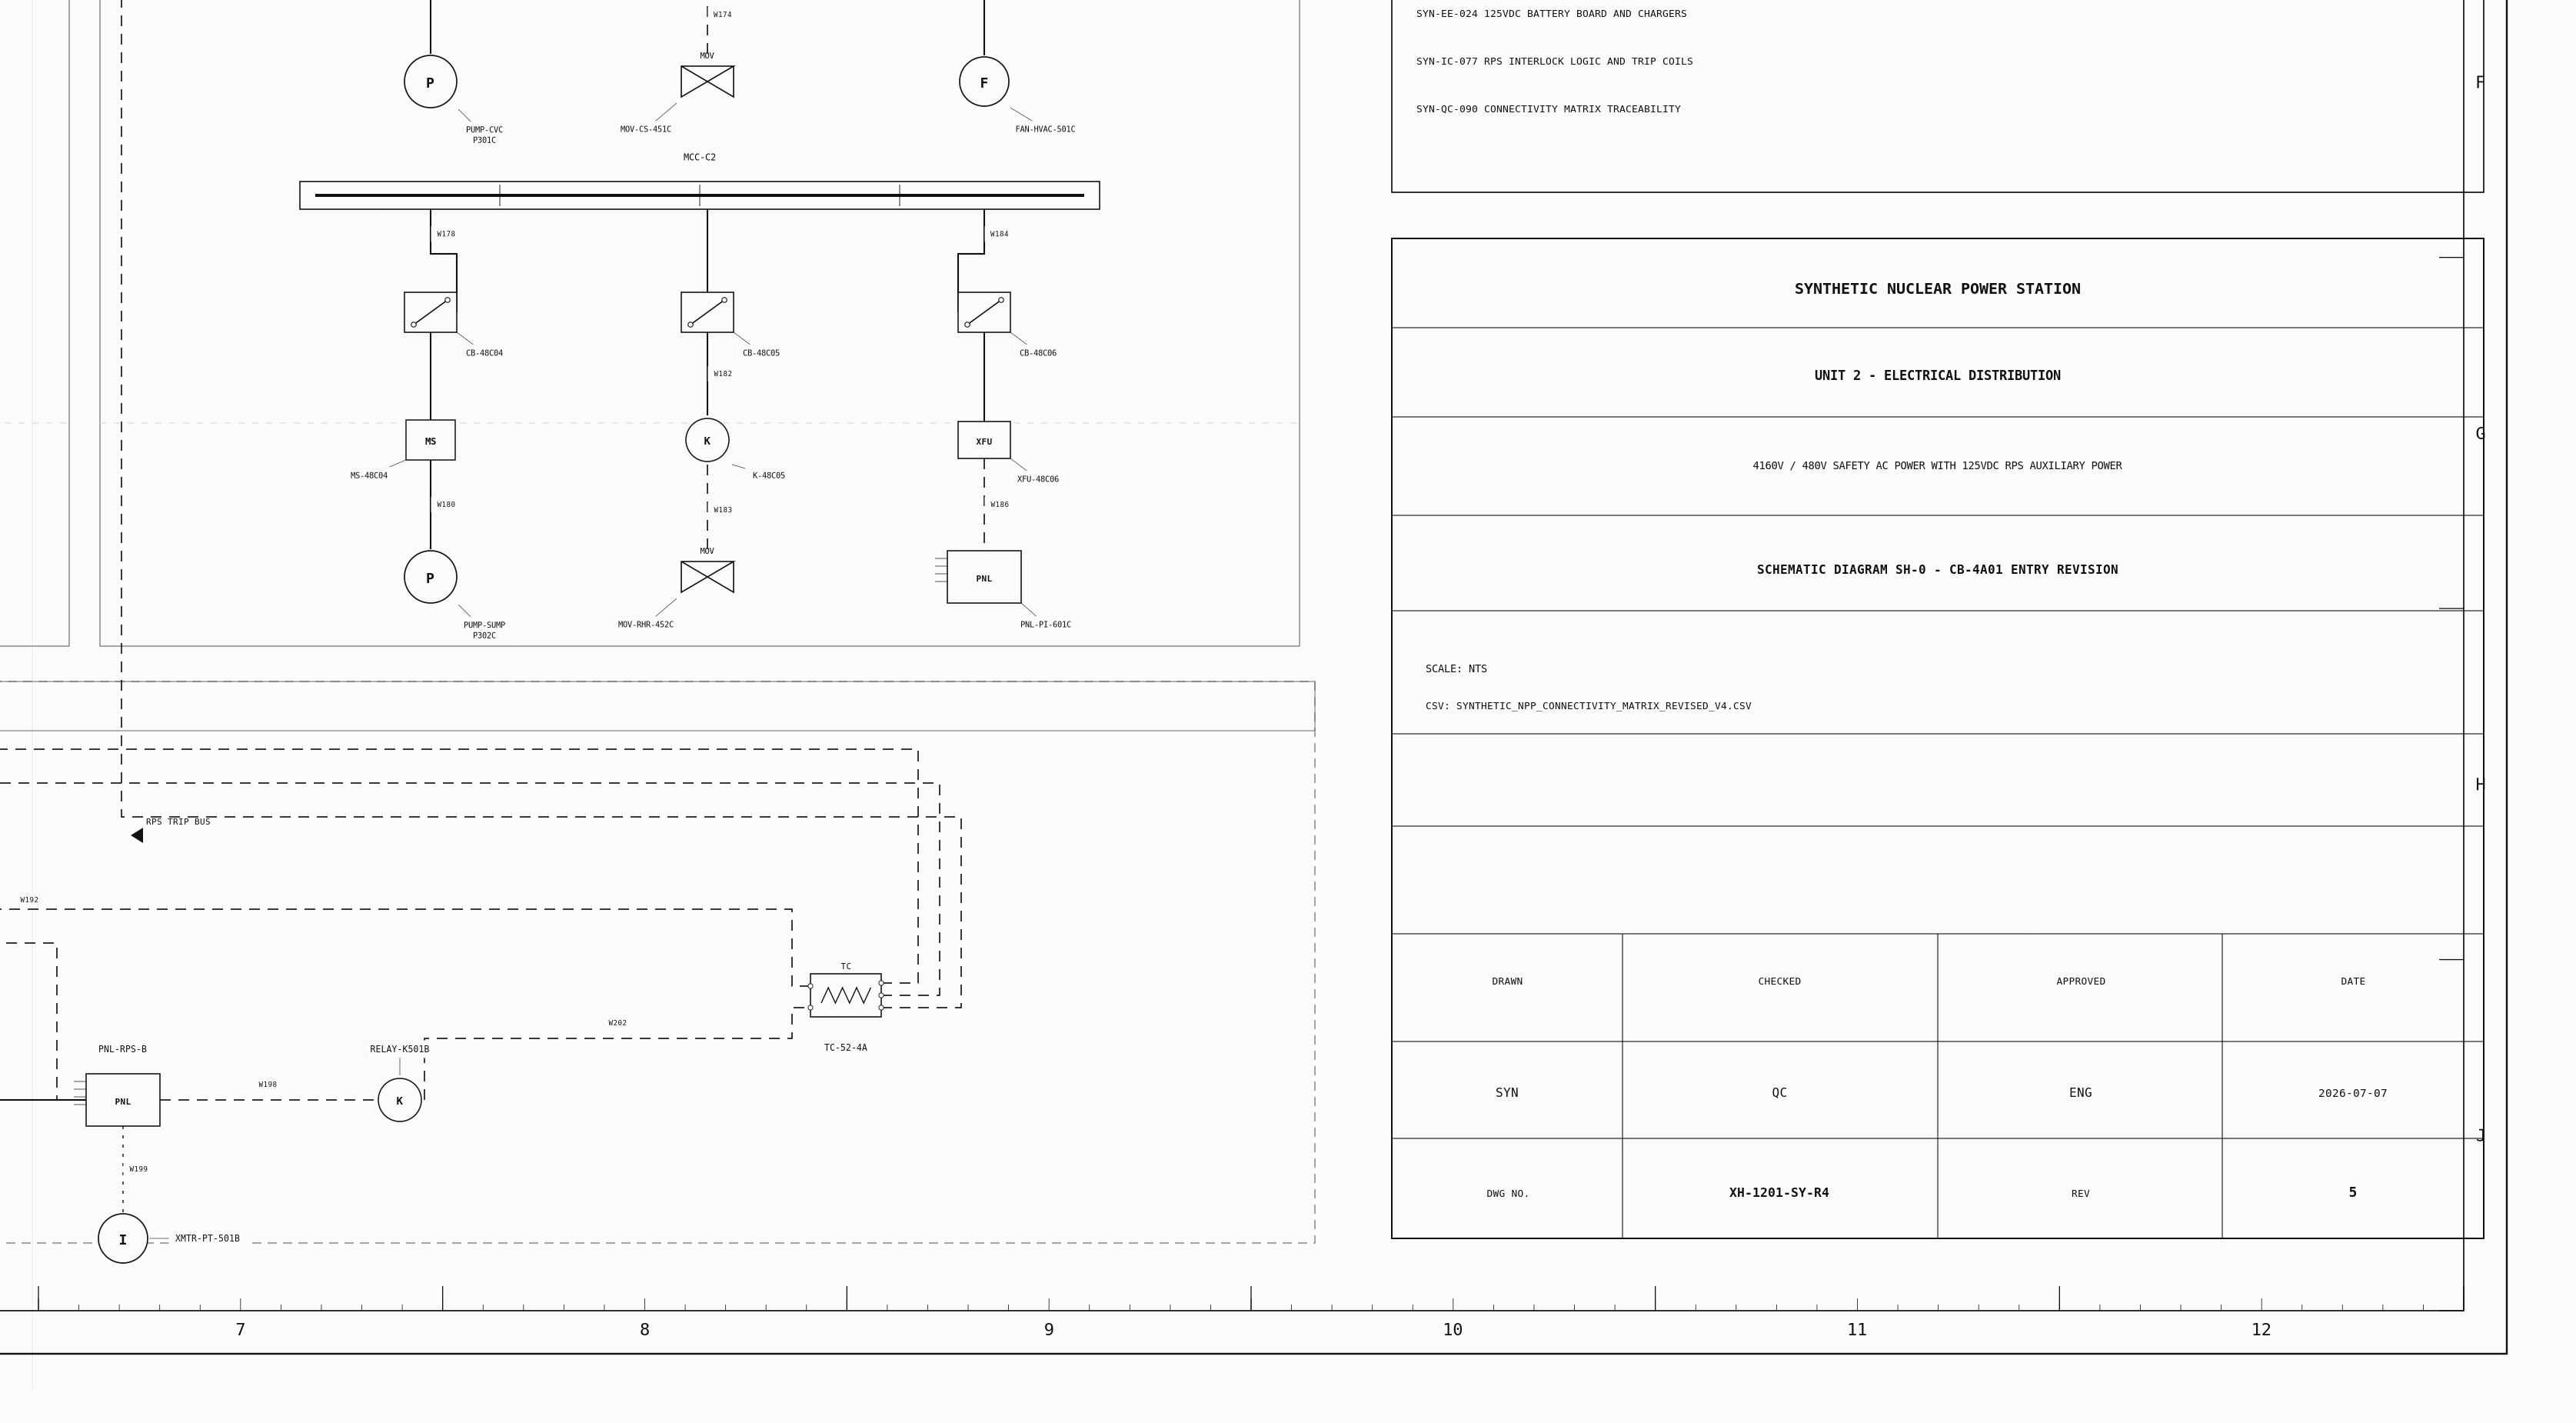 W174
MOV
P
F
PUMP-CVC
P301C
MOV-CS-451C
FAN-HVAC-501C
MCC-C2
W178
W184
CB-48C04
CB-48C05
CB-48C06
W182
MS
K
XFU
MS-48C04
K-48C05
XFU-48C06
W180
W183
W186
MOV
P
PNL
PUMP-SUMP
P302C
MOV-RHR-452C
PNL-PI-601C
RPS TRIP BUS
W192
TC
W202
TC-52-4A
PNL-RPS-B
RELAY-K501B
PNL
W198
K
W199
I
XMTR-PT-501B
SYN-EE-024 125VDC BATTERY BOARD AND CHARGERS
SYN-IC-077 RPS INTERLOCK LOGIC AND TRIP COILS
SYN-QC-090 CONNECTIVITY MATRIX TRACEABILITY
SYNTHETIC NUCLEAR POWER STATION
UNIT 2 - ELECTRICAL DISTRIBUTION
4160V / 480V SAFETY AC POWER WITH 125VDC RPS AUXILIARY POWER
SCHEMATIC DIAGRAM SH-0 - CB-4A01 ENTRY REVISION
SCALE: NTS
CSV: SYNTHETIC_NPP_CONNECTIVITY_MATRIX_REVISED_V4.CSV
DRAWN CHECKED APPROVED DATE
SYN QC ENG 2026-07-07
DWG NO. XH-1201-SY-R4 REV 5
F
G
H
J
7 8 9 10 11 12